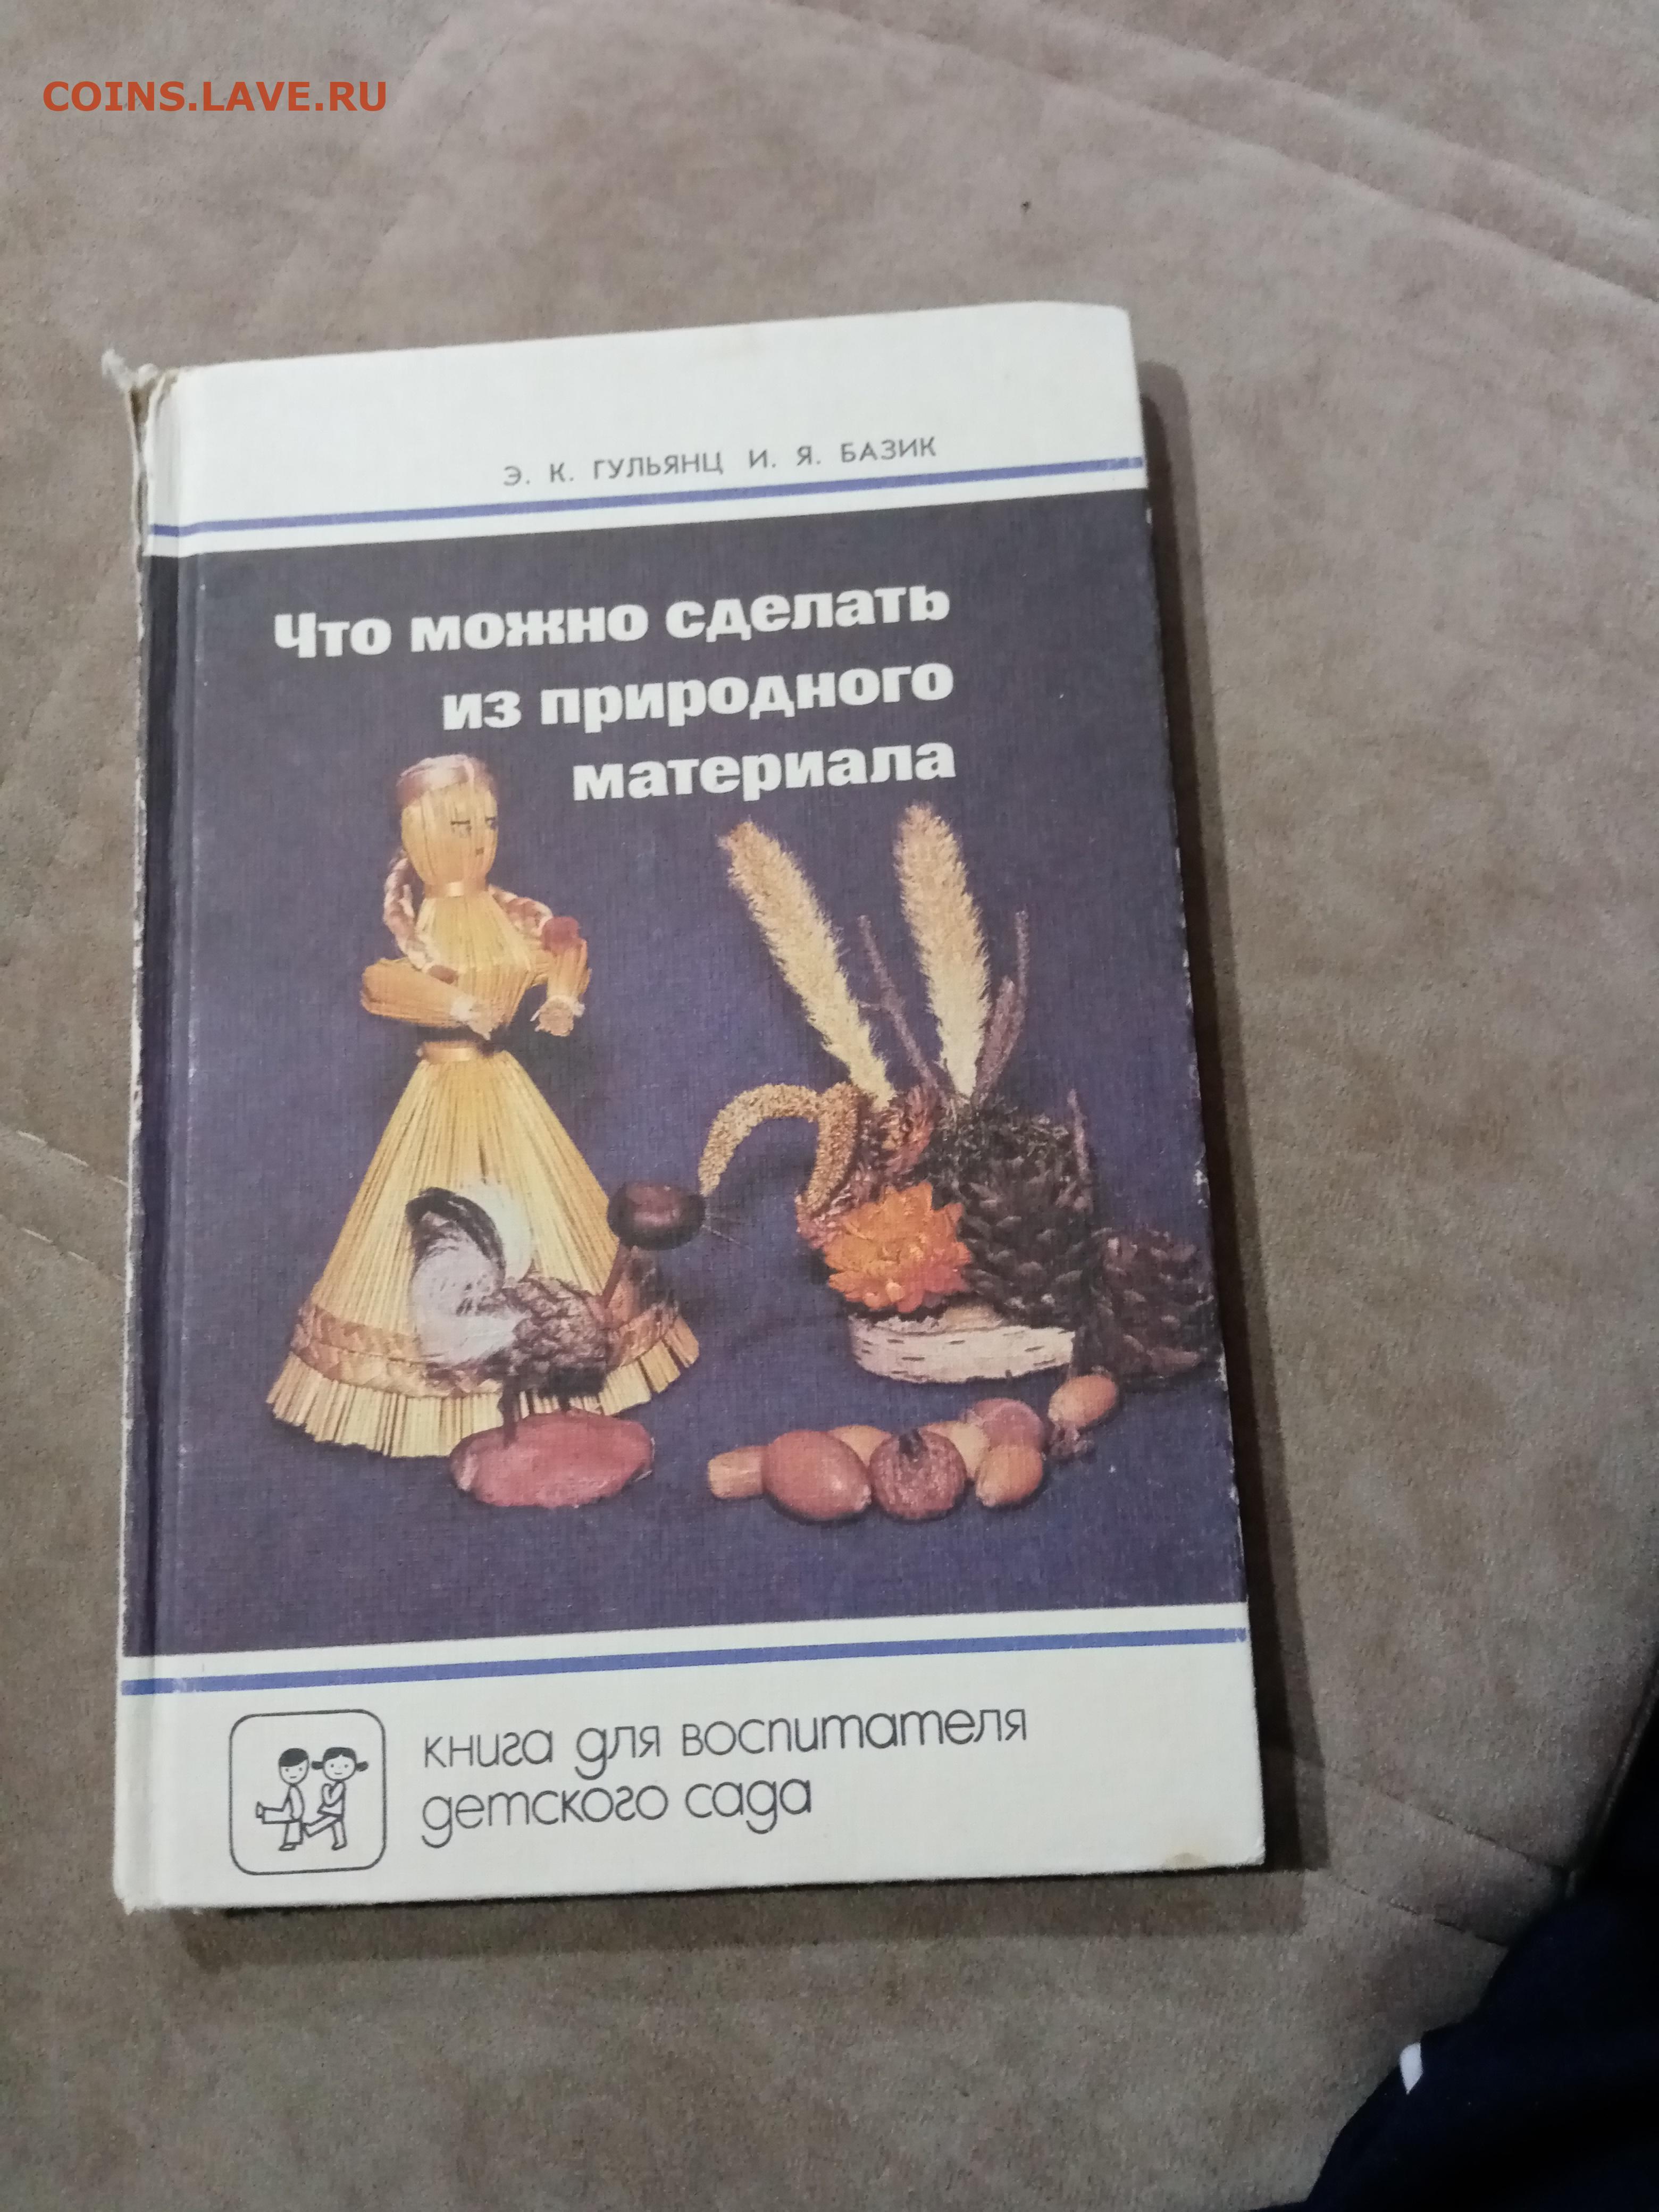 COINS.LAVE.RU
Э. К. ГУЛЬЯНЦ И. Я. БАЗИК
Что можно сделать
из природного
материала
книга для воспитателя
детского сада